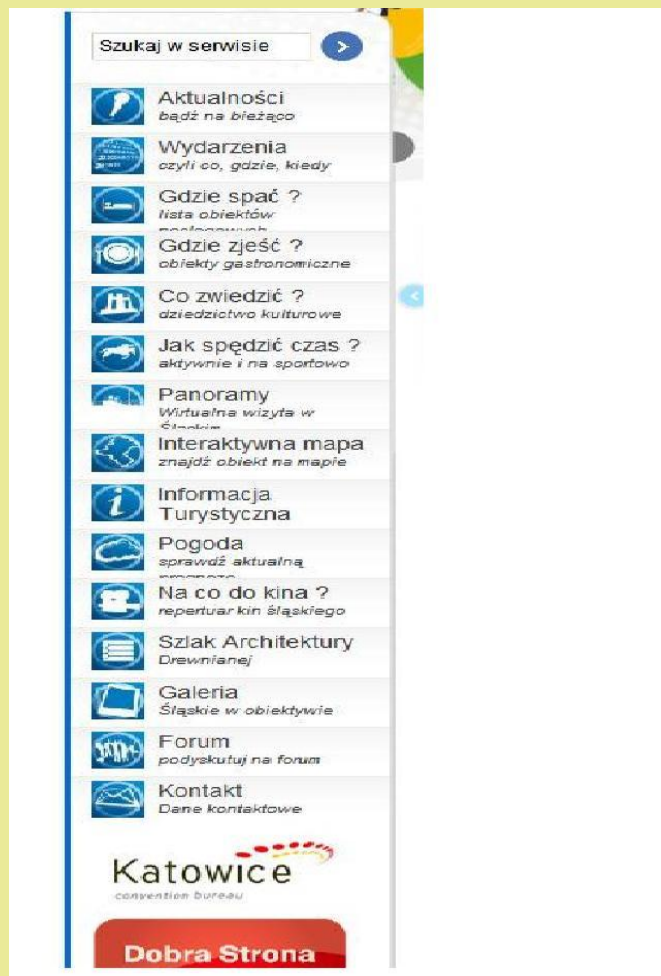 Szukaj w serwisie
Aktualności
bądź na bieżąco
Wydarzenia
czyli co, gdzie, kiedy
Gdzie spać ?
lista obiektów
Gdzie zjeść ?
obiekty gastronomiczne
Co zwiedzić ?
dziedzictwo kulturowe
Jak spędzić czas ?
aktywnie i na sportowo
Panoramy
Wirtualna wizyta w
Śląskim
Interaktywna mapa
znajdź obiekt na mapie
Informacja
Turystyczna
Pogoda
sprawdź aktualną
Na co do kina ?
repertuar kin śląskiego
Szlak Architektury
Drewnianej
Galeria
Śląskie w obiektywie
Forum
podyskutuj na forum
Kontakt
Dane kontaktowe
Katowice
convention bureau
Dobra Strona